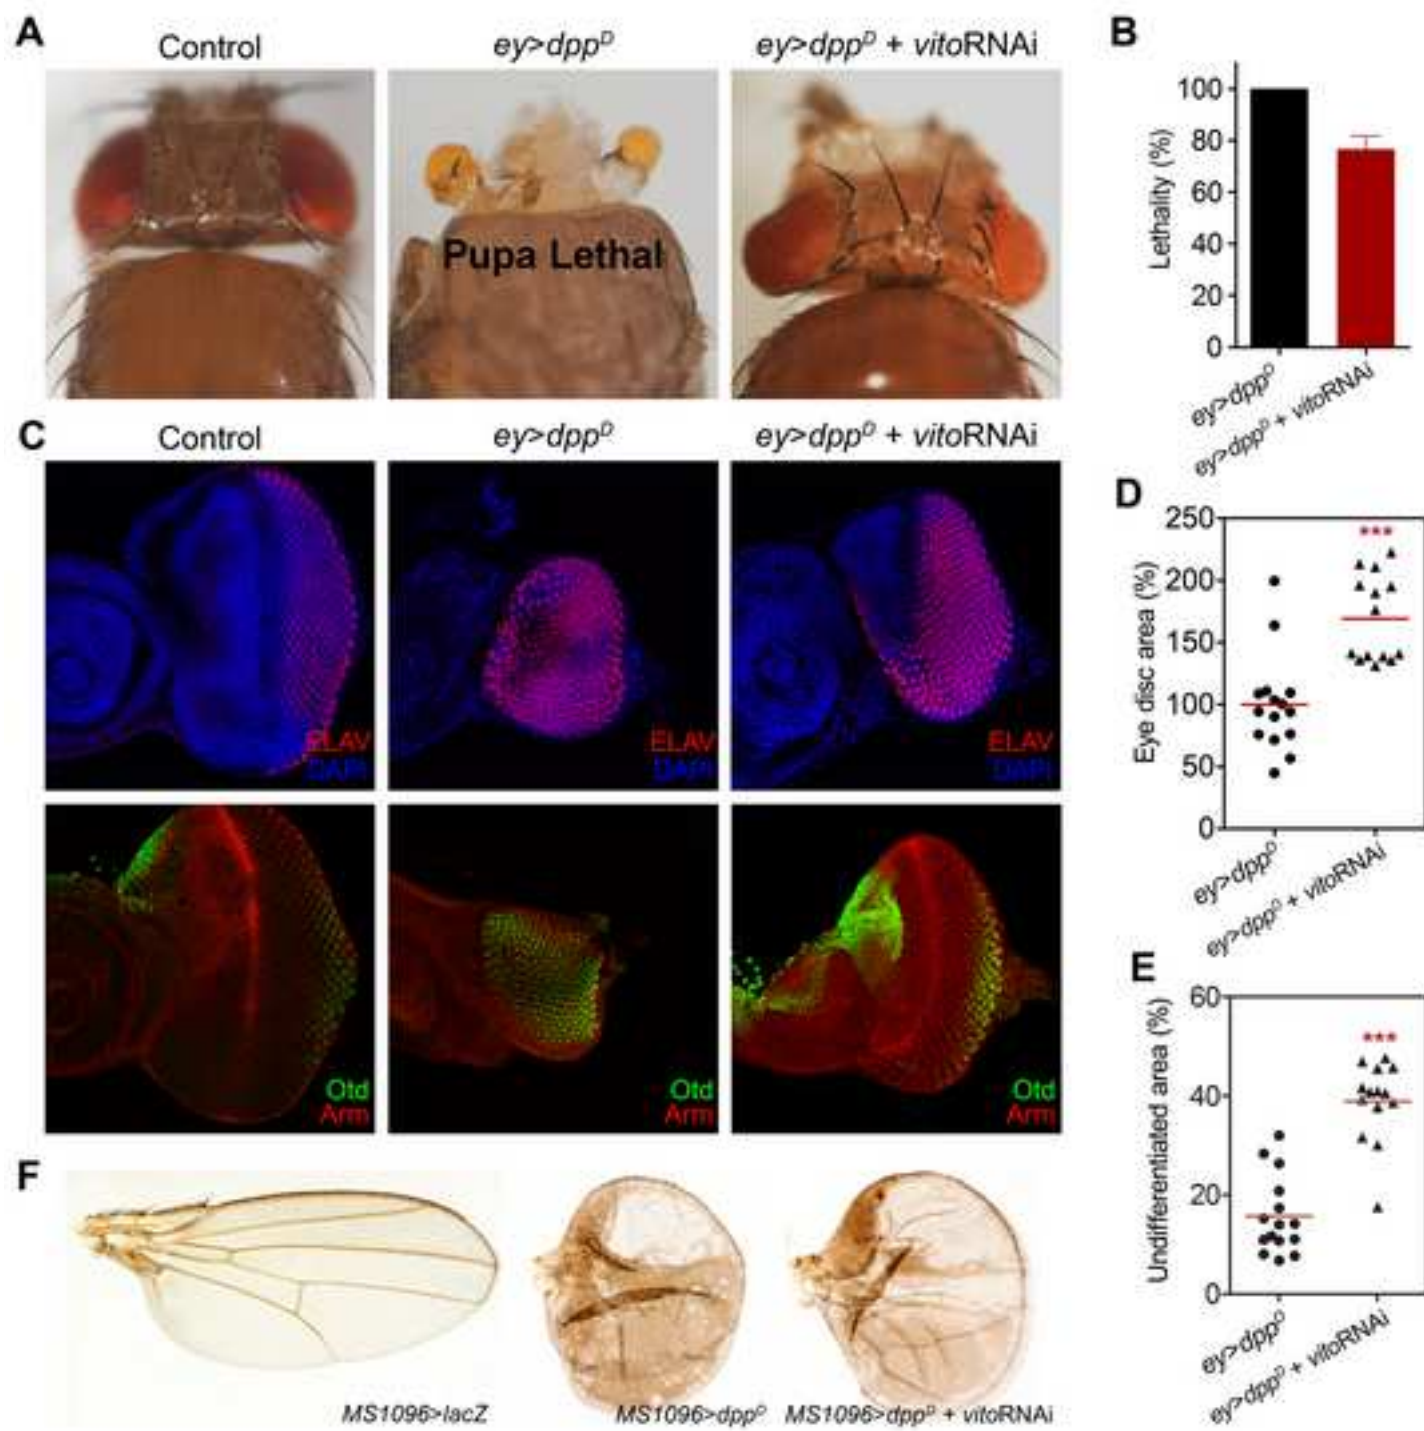 A
Control
ey>dppᴰ
ey>dppᴰ + vitoRNAi
Pupa Lethal
B
Lethality (%)
100
80
60
40
20
0
ey>dppᴰ
ey>dppᴰ + vitoRNAi
C
Control
ey>dppᴰ
ey>dppᴰ + vitoRNAi
ELAV
DAPI
ELAV
DAPI
ELAV
DAPI
Otd
Arm
Otd
Arm
Otd
Arm
D
Eye disc area (%)
250
200
150
100
50
0
***
ey>dppᴰ
ey>dppᴰ + vitoRNAi
E
Undifferentiated area (%)
60
40
20
0
***
ey>dppᴰ
ey>dppᴰ + vitoRNAi
F
MS1096>lacZ
MS1096>dppᴰ
MS1096>dppᴰ + vitoRNAi